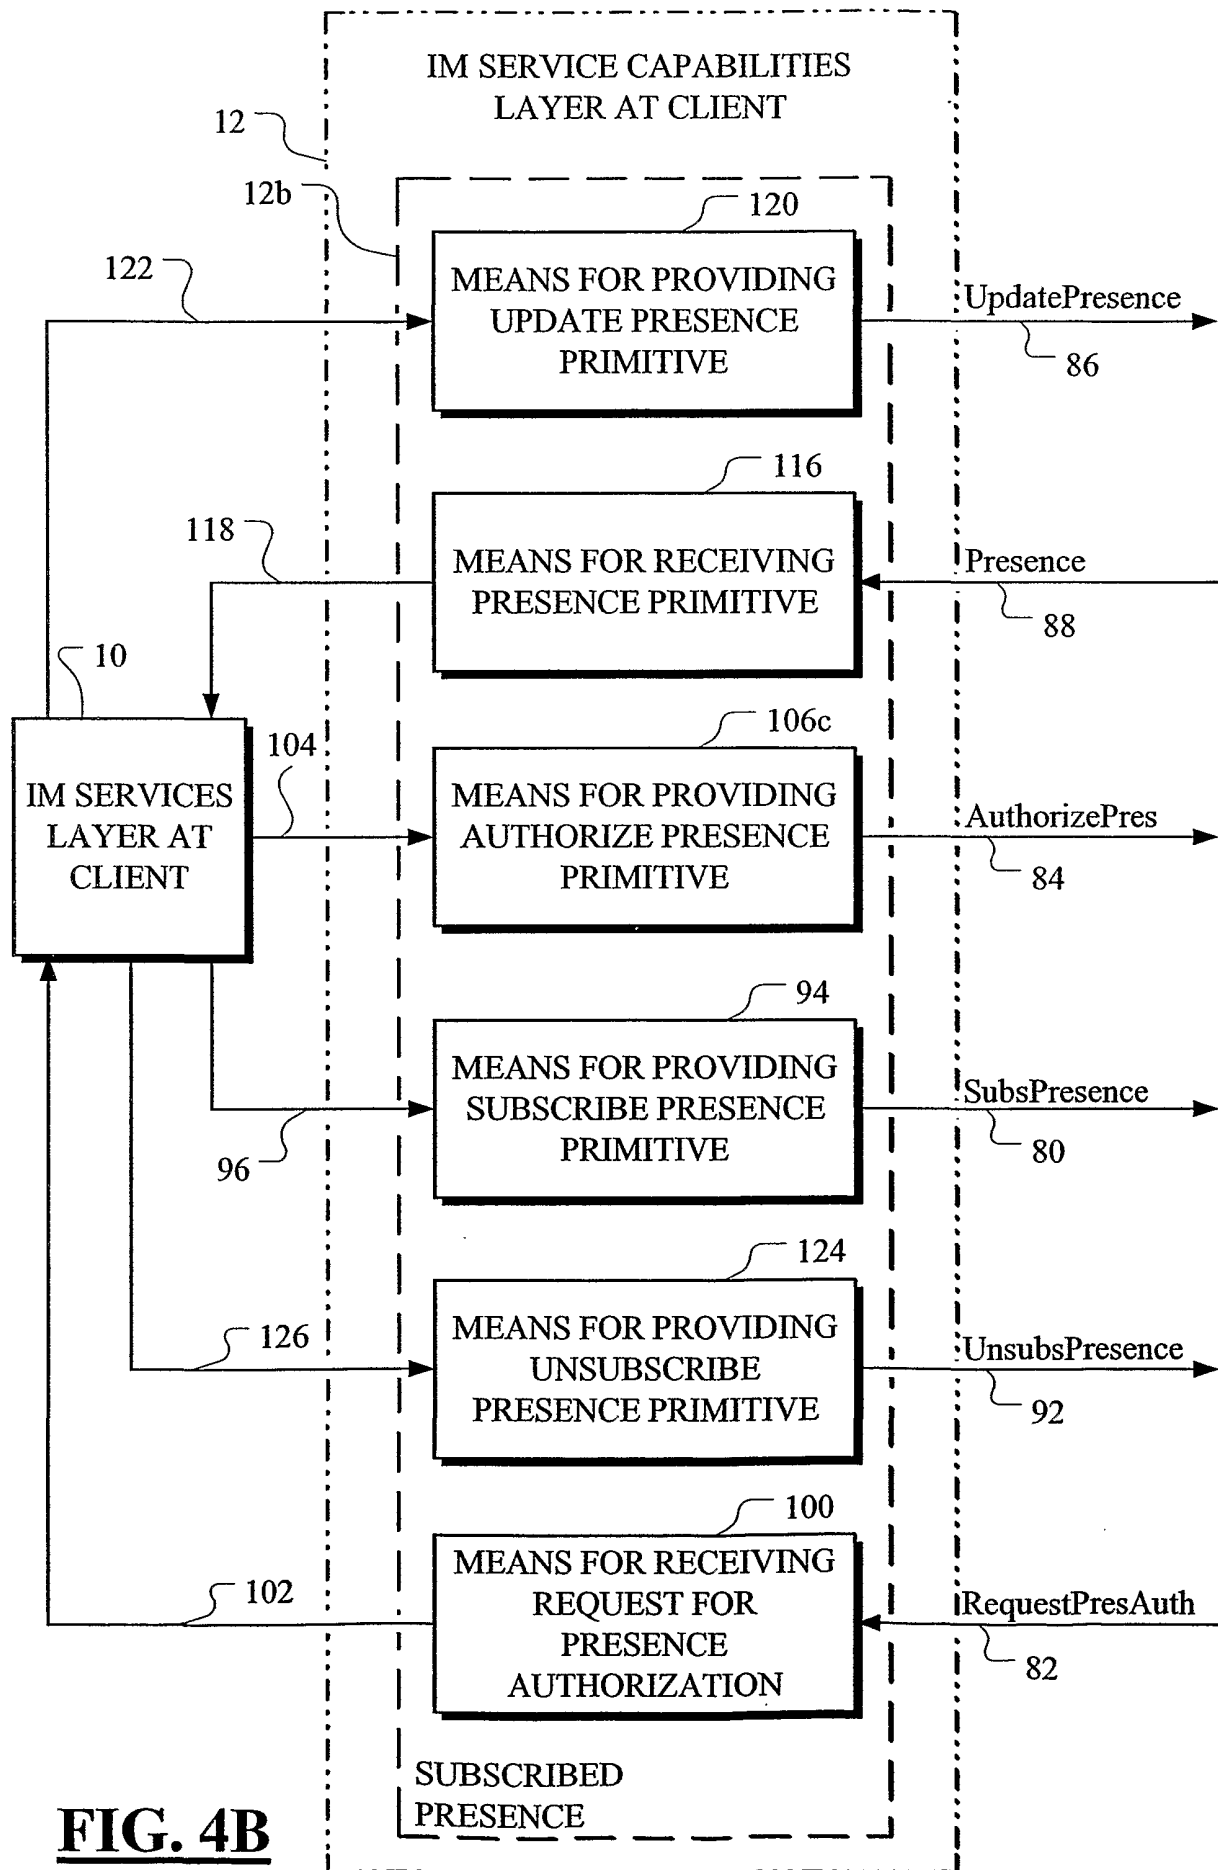 IM SERVICE CAPABILITIES
LAYER AT CLIENT
12
12b
120
122
MEANS FOR PROVIDING
UPDATE PRESENCE
PRIMITIVE
UpdatePresence
86
116
118
MEANS FOR RECEIVING
PRESENCE PRIMITIVE
Presence
88
10
IM SERVICES
LAYER AT
CLIENT
104
106c
MEANS FOR PROVIDING
AUTHORIZE PRESENCE
PRIMITIVE
AuthorizePres
84
94
MEANS FOR PROVIDING
SUBSCRIBE PRESENCE
PRIMITIVE
96
SubsPresence
80
124
126
MEANS FOR PROVIDING
UNSUBSCRIBE
PRESENCE PRIMITIVE
UnsubsPresence
92
100
102
MEANS FOR RECEIVING
REQUEST FOR
PRESENCE
AUTHORIZATION
RequestPresAuth
82
SUBSCRIBED
PRESENCE
FIG. 4B